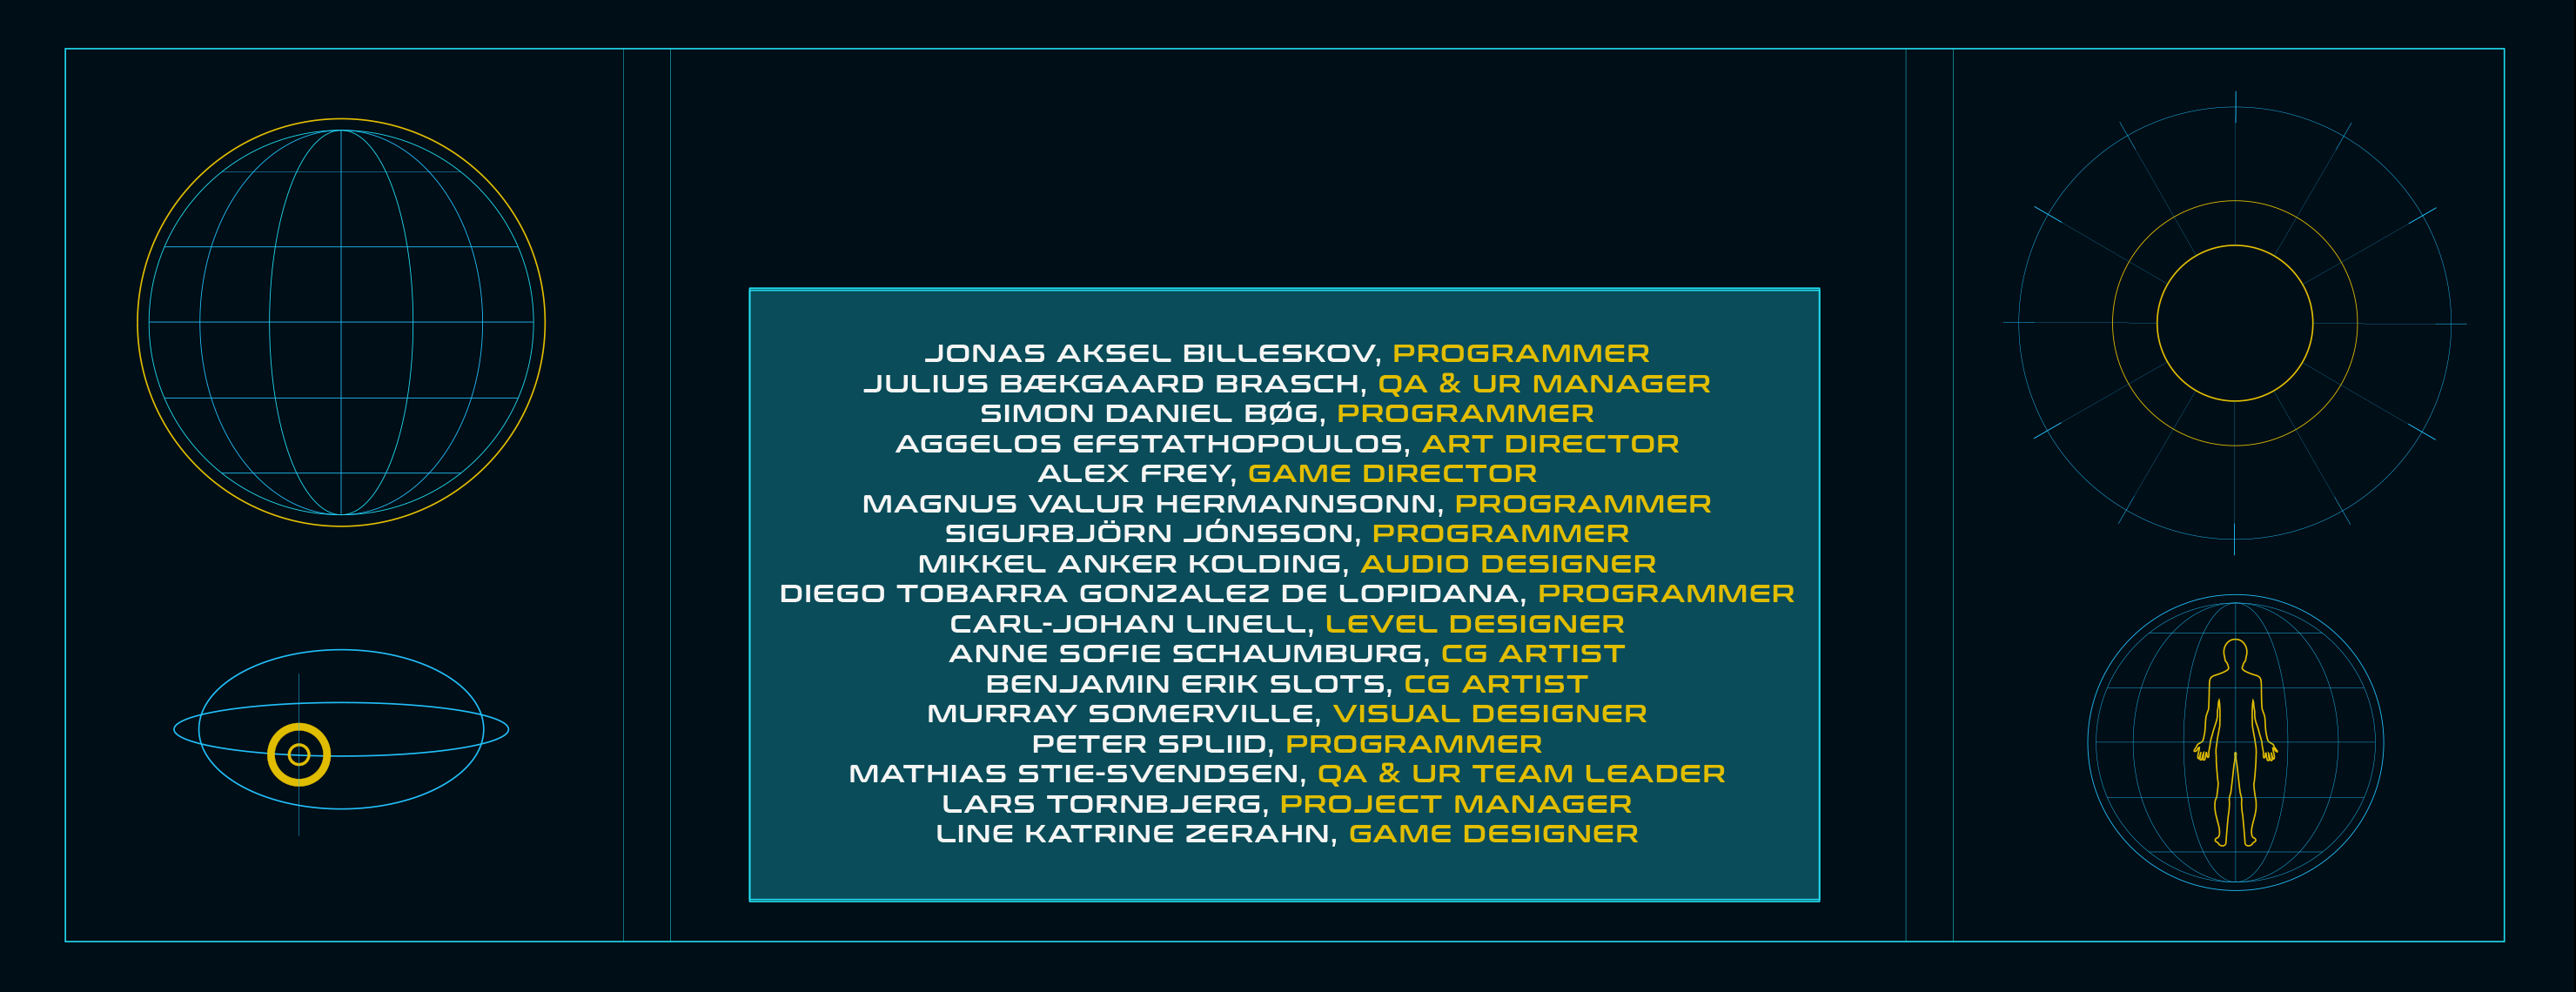 JONAS AKSEL BILLESKOV, PROGRAMMER
JULIUS BÆKGAARD BRASCH, QA & UR MANAGER
SIMON DANIEL BØG, PROGRAMMER
AGGELOS EFSTATHOPOULOS, ART DIRECTOR
ALEX FREY, GAME DIRECTOR
MAGNUS VALUR HERMANNSONN, PROGRAMMER
SIGURBJÖRN JÓNSSON, PROGRAMMER
MIKKEL ANKER KOLDING, AUDIO DESIGNER
DIEGO TOBARRA GONZALEZ DE LOPIDANA, PROGRAMMER
CARL-JOHAN LINELL, LEVEL DESIGNER
ANNE SOFIE SCHAUMBURG, CG ARTIST
BENJAMIN ERIK SLOTS, CG ARTIST
MURRAY SOMERVILLE, VISUAL DESIGNER
PETER SPLIID, PROGRAMMER
MATHIAS STIE-SVENDSEN, QA & UR TEAM LEADER
LARS TORNBJERG, PROJECT MANAGER
LINE KATRINE ZERAHN, GAME DESIGNER